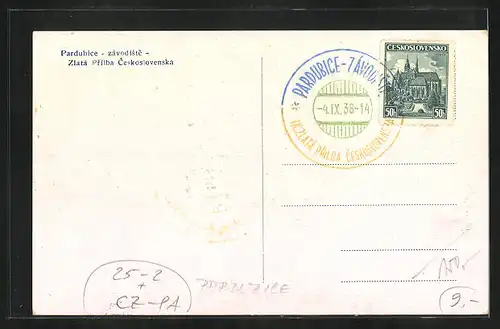 Pardubice - závodiště -
Zlatá Přilba Československa
PARDUBICE - ZÁVOD
-4.IX.38-14
ZLATÁ PŘILBA ČESKOSLOVENSKA
ČESKOSLOVENSKO
50h 50h
25-2
+
CZ-PA
PARDUBICE
100,-
9,-